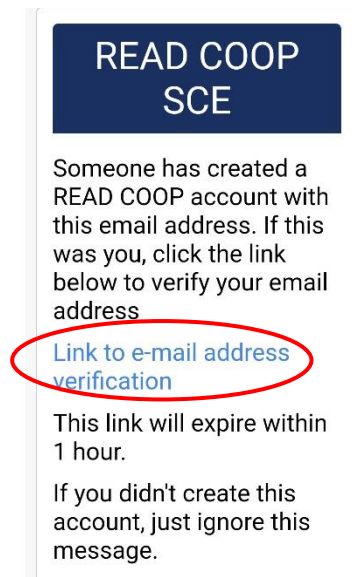 READ COOP
SCE
Someone has created a
READ COOP account with
this email address. If this
was you, click the link
below to verify your email
address
Link to e-mail address
verification
This link will expire within
1 hour.
If you didn't create this
account, just ignore this
message.